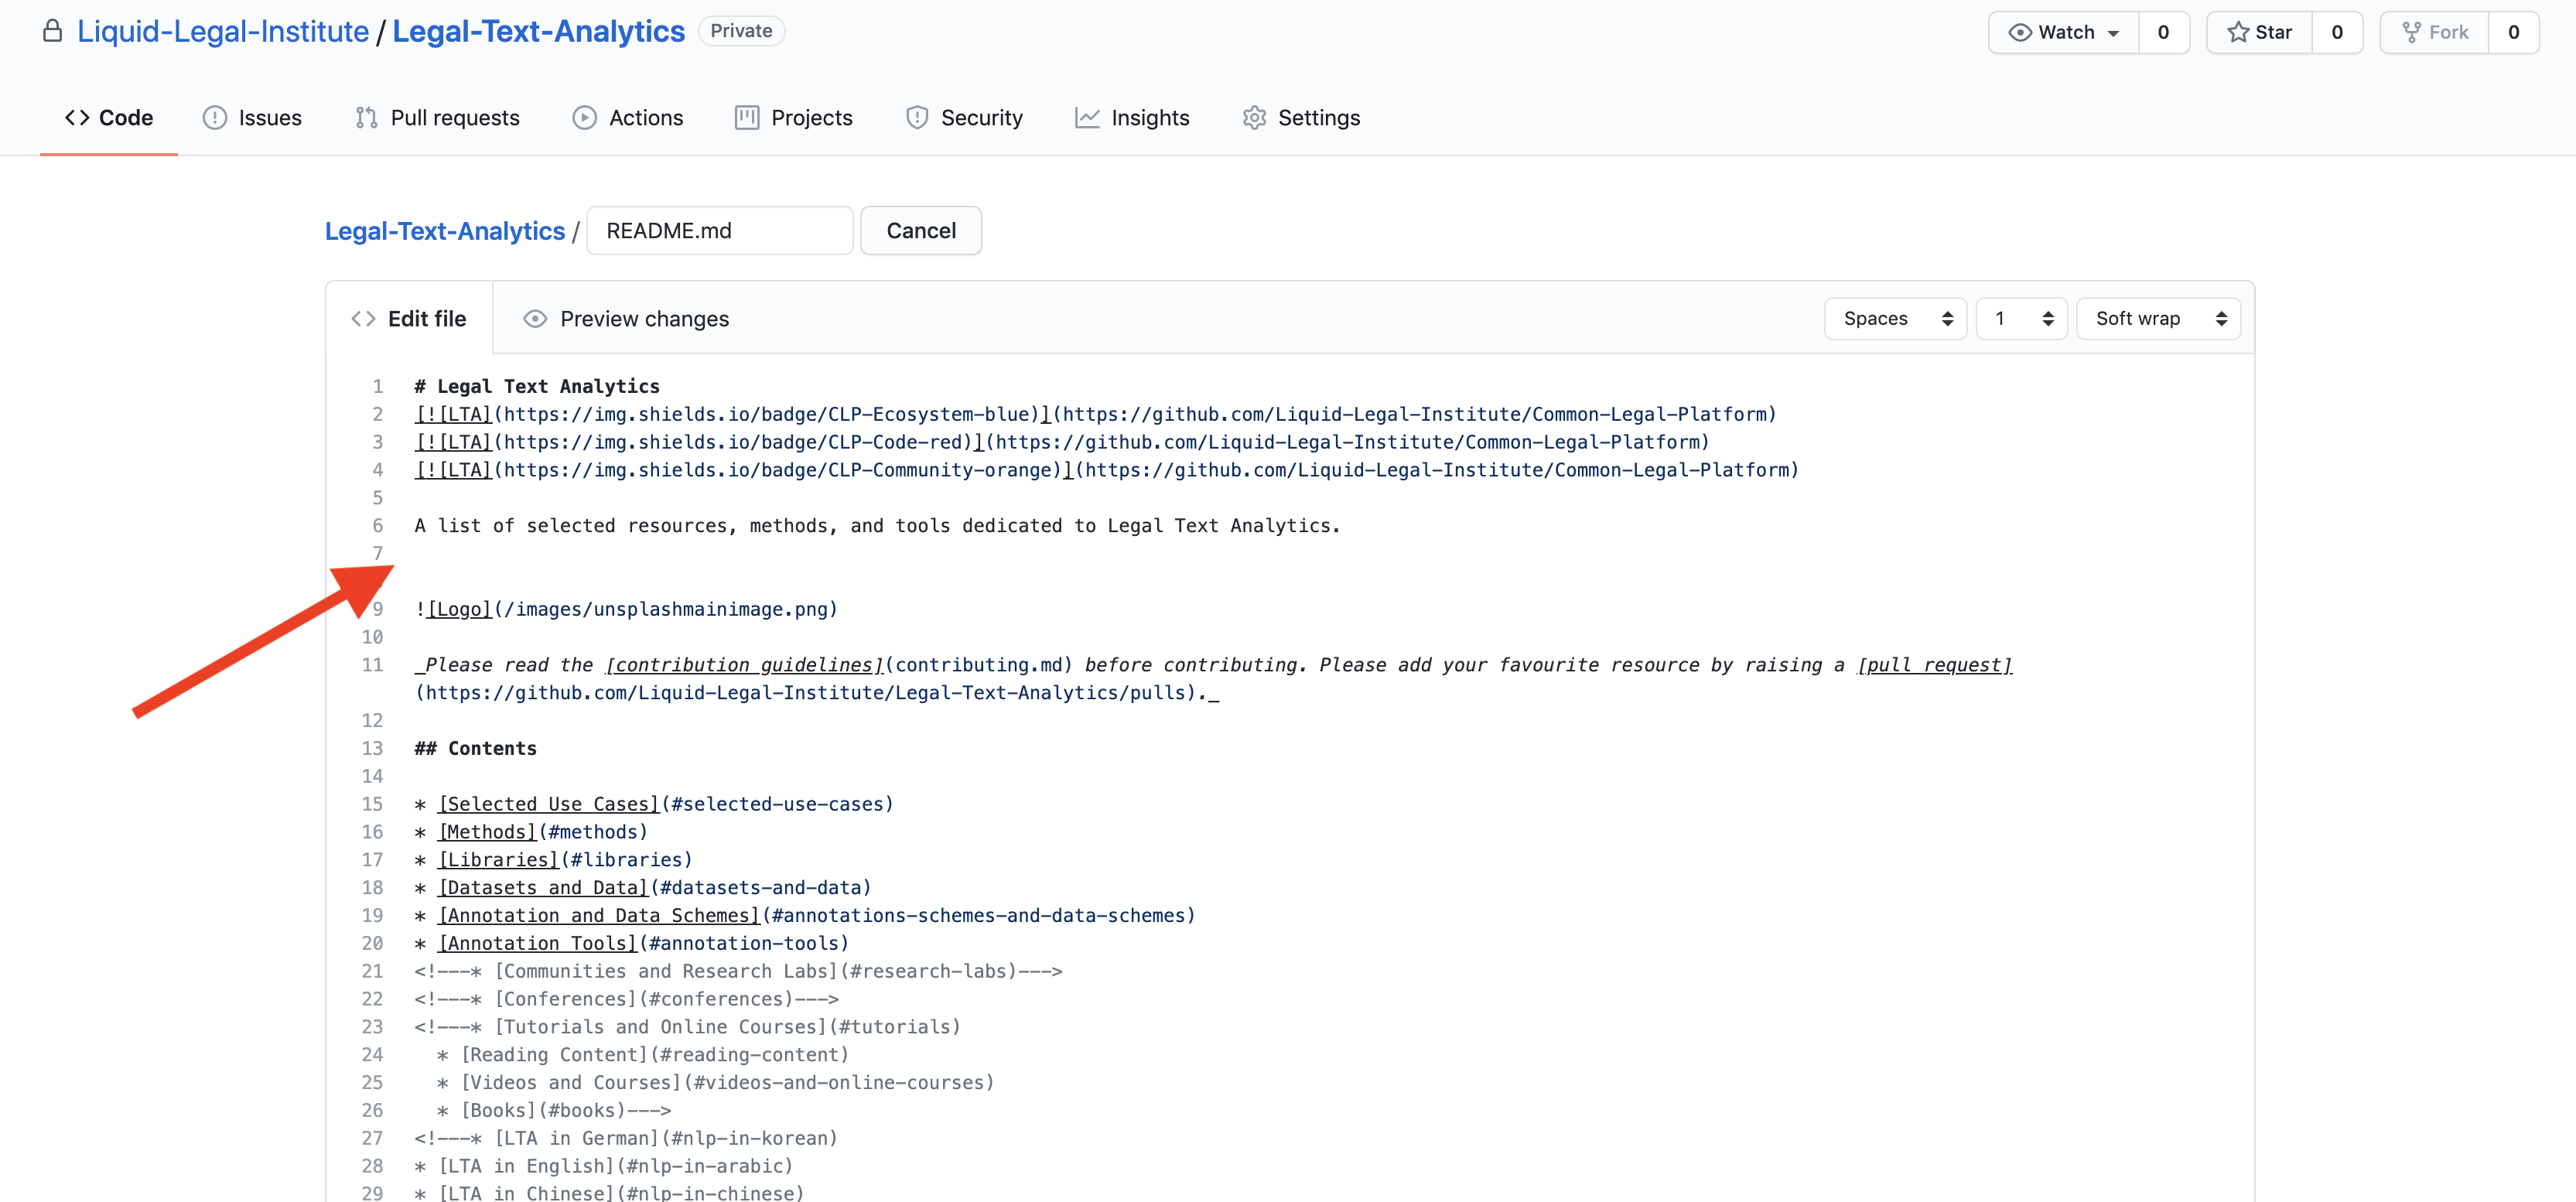 Liquid-Legal-Institute / Legal-Text-Analytics Private Watch 0 Star 0 Fork 0
Code Issues Pull requests Actions Projects Security Insights Settings
Legal-Text-Analytics / README.md Cancel
Edit file Preview changes Spaces 1 Soft wrap
1 # Legal Text Analytics
2 [![LTA](https://img.shields.io/badge/CLP-Ecosystem-blue)](https://github.com/Liquid-Legal-Institute/Common-Legal-Platform)
3 [![LTA](https://img.shields.io/badge/CLP-Code-red)](https://github.com/Liquid-Legal-Institute/Common-Legal-Platform)
4 [![LTA](https://img.shields.io/badge/CLP-Community-orange)](https://github.com/Liquid-Legal-Institute/Common-Legal-Platform)
5
6 A list of selected resources, methods, and tools dedicated to Legal Text Analytics.
7
9 ![Logo](/images/unsplashmainimage.png)
10
11 _Please read the [contribution guidelines](contributing.md) before contributing. Please add your favourite resource by raising a [pull request]
(https://github.com/Liquid-Legal-Institute/Legal-Text-Analytics/pulls)._
12
13 ## Contents
14
15 * [Selected Use Cases](#selected-use-cases)
16 * [Methods](#methods)
17 * [Libraries](#libraries)
18 * [Datasets and Data](#datasets-and-data)
19 * [Annotation and Data Schemes](#annotations-schemes-and-data-schemes)
20 * [Annotation Tools](#annotation-tools)
21 <!---* [Communities and Research Labs](#research-labs)--->
22 <!---* [Conferences](#conferences)--->
23 <!---* [Tutorials and Online Courses](#tutorials)
24 * [Reading Content](#reading-content)
25 * [Videos and Courses](#videos-and-online-courses)
26 * [Books](#books)--->
27 <!---* [LTA in German](#nlp-in-korean)
28 * [LTA in English](#nlp-in-arabic)
29 * [LTA in Chinese](#nlp-in-chinese)